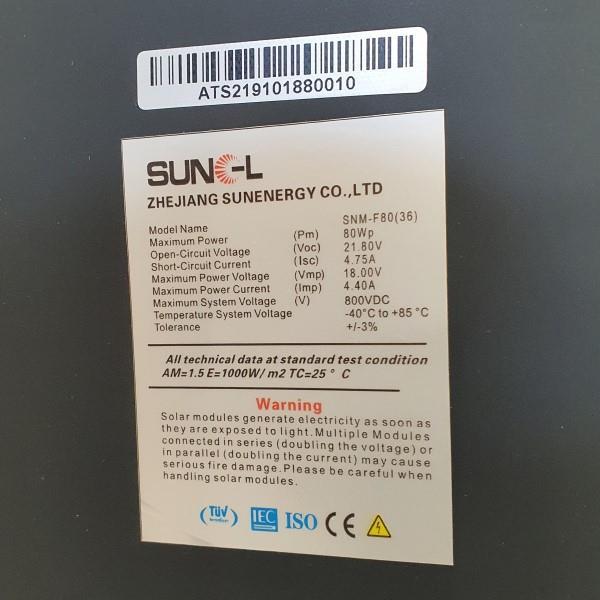 ATS219101880010
SUN-L
ZHEJIANG SUNENERGY CO.,LTD
Model Name SNM-F80(36)
Maximum Power (Pm) 80Wp
Open-Circuit Voltage (Voc) 21.80V
Short-Circuit Current (Isc) 4.75A
Maximum Power Voltage (Vmp) 18.00V
Maximum Power Current (Imp) 4.40A
Maximum System Voltage (V) 800VDC
Temperature System Voltage -40°C to +85 °C
Tolerance +/-3%
All technical data at standard test condition
AM=1.5 E=1000W/ m2 TC=25 ° C
Warning
Solar modules generate electricity as soon as
they are exposed to light.Multiple Modules
connected in series (doubling the voltage) or
in parallel (doubling the current) may cause
serious fire damage.Please be careful when
handling solar modules.
TÜV IEC ISO CE